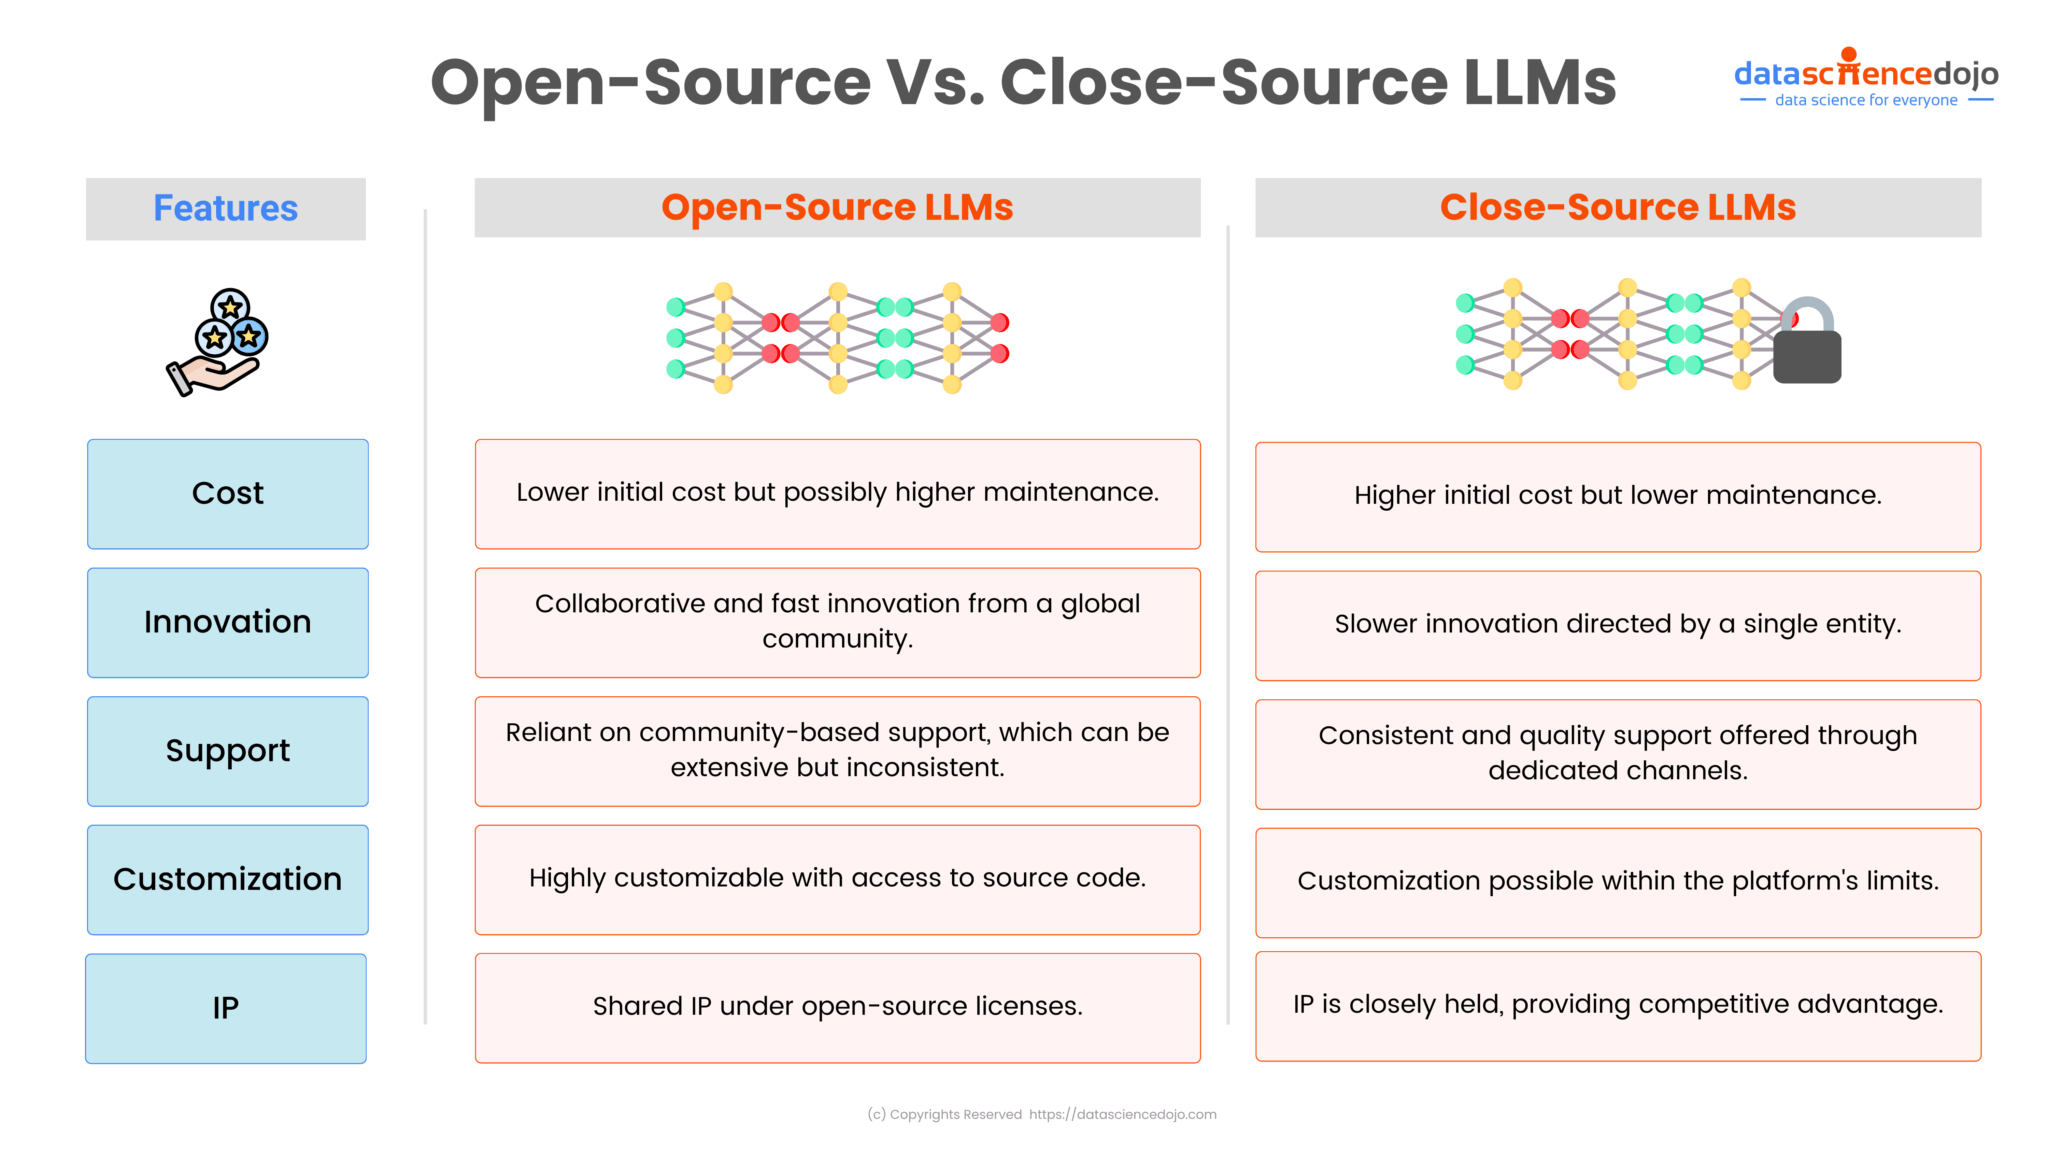 Open-Source Vs. Close-Source LLMs
datasciencedojo
data science for everyone
Features
Open-Source LLMs
Close-Source LLMs
Cost
Lower initial cost but possibly higher maintenance.
Higher initial cost but lower maintenance.
Innovation
Collaborative and fast innovation from a global
community.
Slower innovation directed by a single entity.
Support
Reliant on community-based support, which can be
extensive but inconsistent.
Consistent and quality support offered through
dedicated channels.
Customization
Highly customizable with access to source code.
Customization possible within the platform's limits.
IP
Shared IP under open-source licenses.
IP is closely held, providing competitive advantage.
(c) Copyrights Reserved https://datasciencedojo.com